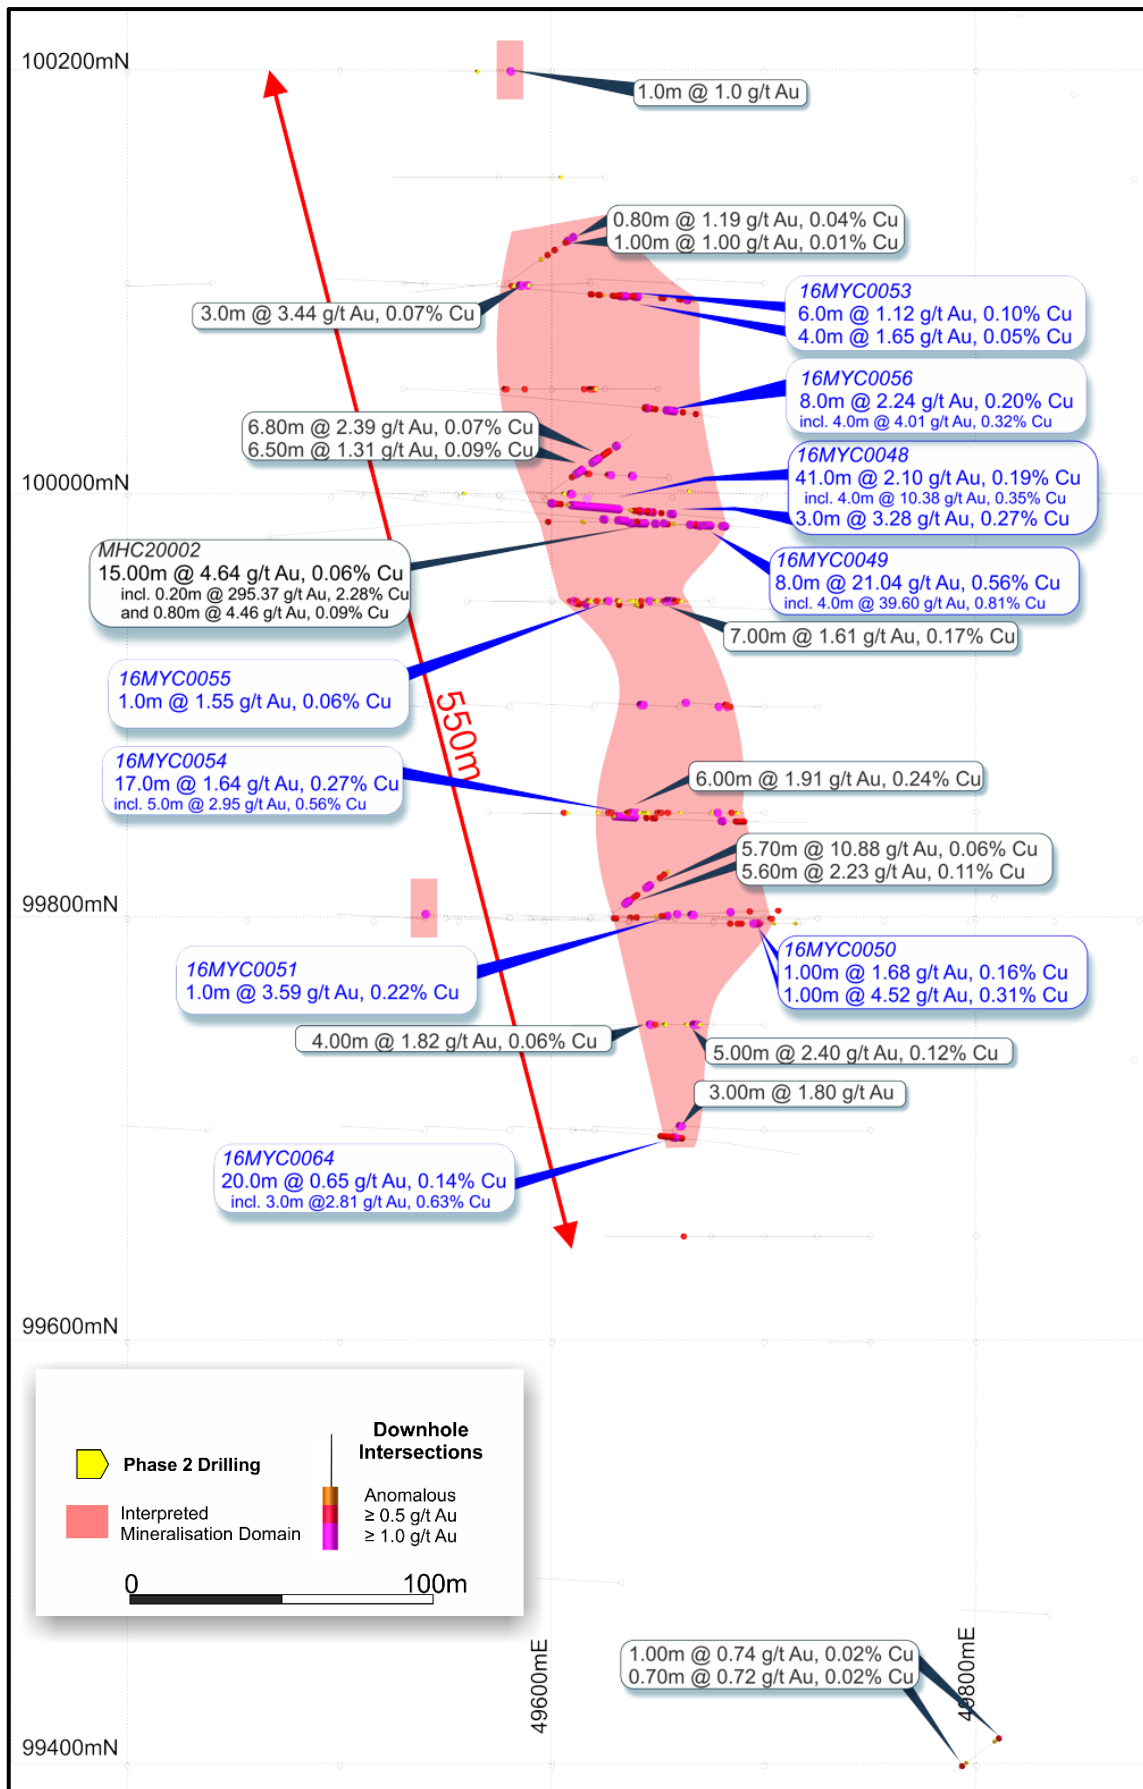 100200mN
1.0m @ 1.0 g/t Au
0.80m @ 1.19 g/t Au, 0.04% Cu
1.00m @ 1.00 g/t Au, 0.01% Cu
3.0m @ 3.44 g/t Au, 0.07% Cu
16MYC0053
6.0m @ 1.12 g/t Au, 0.10% Cu
4.0m @ 1.65 g/t Au, 0.05% Cu
16MYC0056
8.0m @ 2.24 g/t Au, 0.20% Cu
incl. 4.0m @ 4.01 g/t Au, 0.32% Cu
6.80m @ 2.39 g/t Au, 0.07% Cu
6.50m @ 1.31 g/t Au, 0.09% Cu
16MYC0048
41.0m @ 2.10 g/t Au, 0.19% Cu
incl. 4.0m @ 10.38 g/t Au, 0.35% Cu
3.0m @ 3.28 g/t Au, 0.27% Cu
100000mN
MHC20002
15.00m @ 4.64 g/t Au, 0.06% Cu
incl. 0.20m @ 295.37 g/t Au, 2.28% Cu
and 0.80m @ 4.46 g/t Au, 0.09% Cu
16MYC0049
8.0m @ 21.04 g/t Au, 0.56% Cu
incl. 4.0m @ 39.60 g/t Au, 0.81% Cu
7.00m @ 1.61 g/t Au, 0.17% Cu
16MYC0055
1.0m @ 1.55 g/t Au, 0.06% Cu
550m
16MYC0054
17.0m @ 1.64 g/t Au, 0.27% Cu
incl. 5.0m @ 2.95 g/t Au, 0.56% Cu
6.00m @ 1.91 g/t Au, 0.24% Cu
5.70m @ 10.88 g/t Au, 0.06% Cu
5.60m @ 2.23 g/t Au, 0.11% Cu
99800mN
16MYC0051
1.0m @ 3.59 g/t Au, 0.22% Cu
16MYC0050
1.00m @ 1.68 g/t Au, 0.16% Cu
1.00m @ 4.52 g/t Au, 0.31% Cu
4.00m @ 1.82 g/t Au, 0.06% Cu
5.00m @ 2.40 g/t Au, 0.12% Cu
3.00m @ 1.80 g/t Au
16MYC0064
20.0m @ 0.65 g/t Au, 0.14% Cu
incl. 3.0m @2.81 g/t Au, 0.63% Cu
99600mN
Phase 2 Drilling
Interpreted
Mineralisation Domain
Downhole
Intersections
Anomalous
≥ 0.5 g/t Au
≥ 1.0 g/t Au
0 100m
49600mE
49800mE
1.00m @ 0.74 g/t Au, 0.02% Cu
0.70m @ 0.72 g/t Au, 0.02% Cu
99400mN